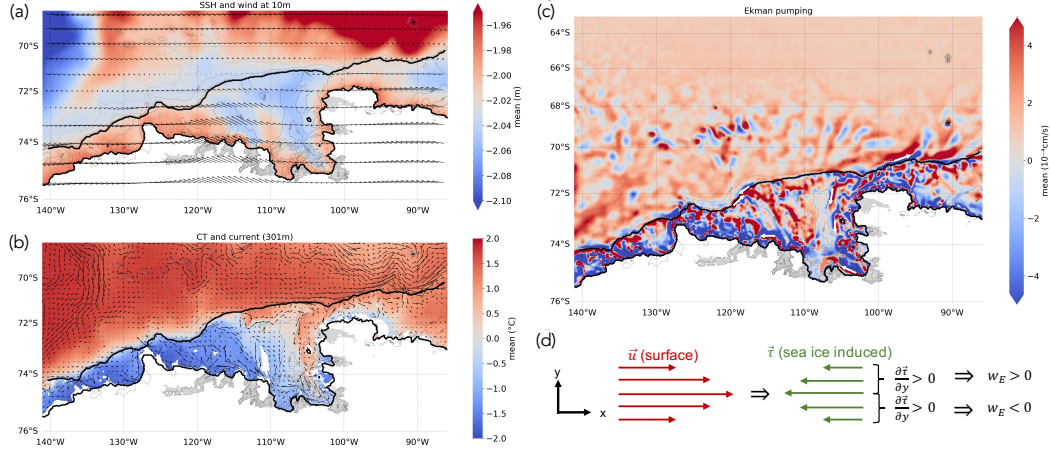 (a)
SSH and wind at 10m
70°S
72°S
74°S
76°S
140°W
130°W
120°W
110°W
100°W
90°W
−1.96
−1.98
−2.00
−2.02
−2.04
−2.06
−2.08
−2.10
mean (m)
(b)
CT and current (301m)
70°S
72°S
74°S
76°S
140°W
130°W
120°W
110°W
100°W
90°W
2.0
1.5
1.0
0.5
0.0
−0.5
−1.0
−1.5
−2.0
mean (°C)
(c)
Ekman pumping
64°S
66°S
68°S
70°S
72°S
74°S
76°S
140°W
130°W
120°W
110°W
100°W
90°W
4
2
0
−2
−4
mean (10⁻⁴cm/s)
(d)
y
x
u⃗ (surface)
⇒
τ⃗ (sea ice induced)
∂τ⃗/∂y > 0 ⇒ w_E > 0
∂τ⃗/∂y > 0 ⇒ w_E < 0